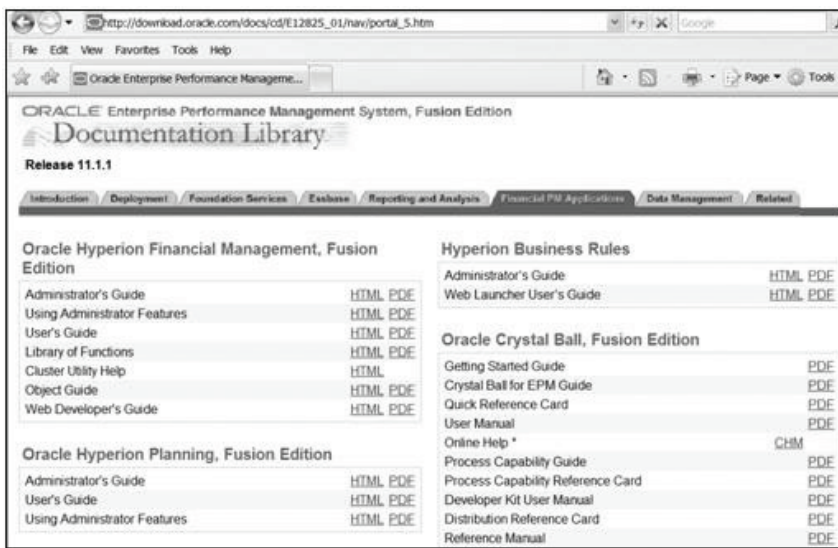 http://download.oracle.com/docs/cd/E12825_01/nav/portal_5.htm
Google
File Edit View Favorites Tools Help
Oracle Enterprise Performance Manageme...
Page Tools
ORACLE Enterprise Performance Management System, Fusion Edition
Documentation Library
Release 11.1.1
Introduction Deployment Foundation Services Essbase Reporting and Analysis Financial PM Applications Data Management Related
Oracle Hyperion Financial Management, Fusion
Edition
Administrator's Guide HTML PDF
Using Administrator Features HTML PDF
User's Guide HTML PDF
Library of Functions HTML PDF
Cluster Utility Help HTML
Object Guide HTML PDF
Web Developer's Guide HTML PDF
Oracle Hyperion Planning, Fusion Edition
Administrator's Guide HTML PDF
User's Guide HTML PDF
Using Administrator Features HTML PDF
Hyperion Business Rules
Administrator's Guide HTML PDF
Web Launcher User's Guide HTML PDF
Oracle Crystal Ball, Fusion Edition
Getting Started Guide PDF
Crystal Ball for EPM Guide PDF
Quick Reference Card PDF
User Manual PDF
Online Help * CHM
Process Capability Guide PDF
Process Capability Reference Card PDF
Developer Kit User Manual PDF
Distribution Reference Card PDF
Reference Manual PDF